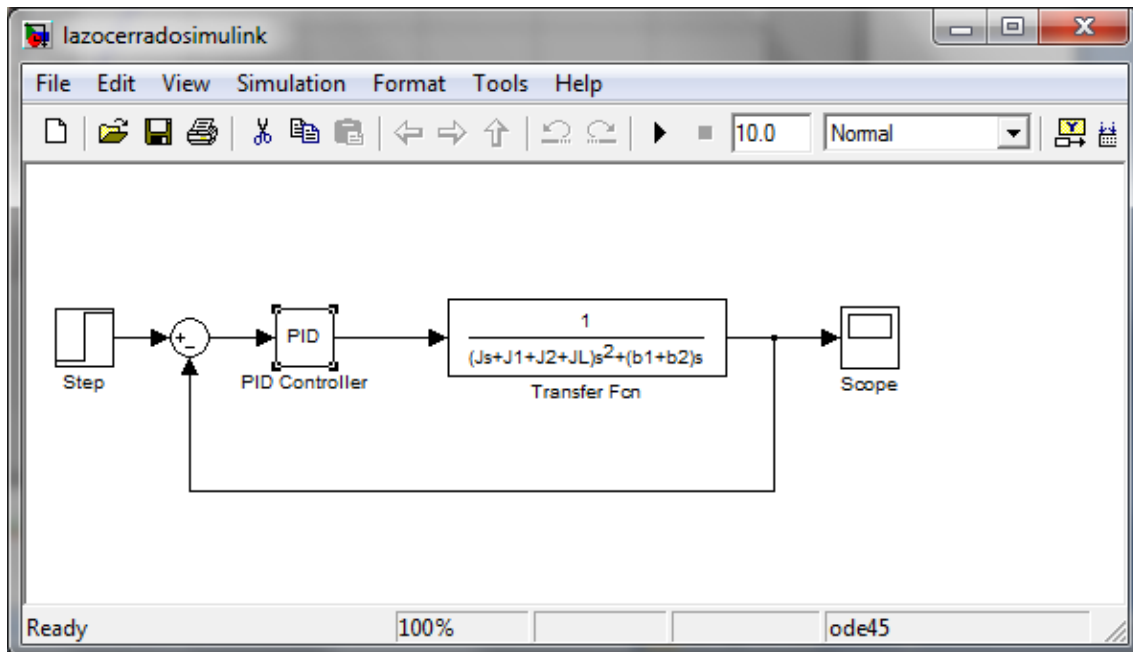 lazocerradosimulink
File Edit View Simulation Format Tools Help
10.0 Normal
+
-
PID
1
(Js+J1+J2+JL)s2+(b1+b2)s
Step
PID Controller
Transfer Fcn
Scope
Ready 100% ode45